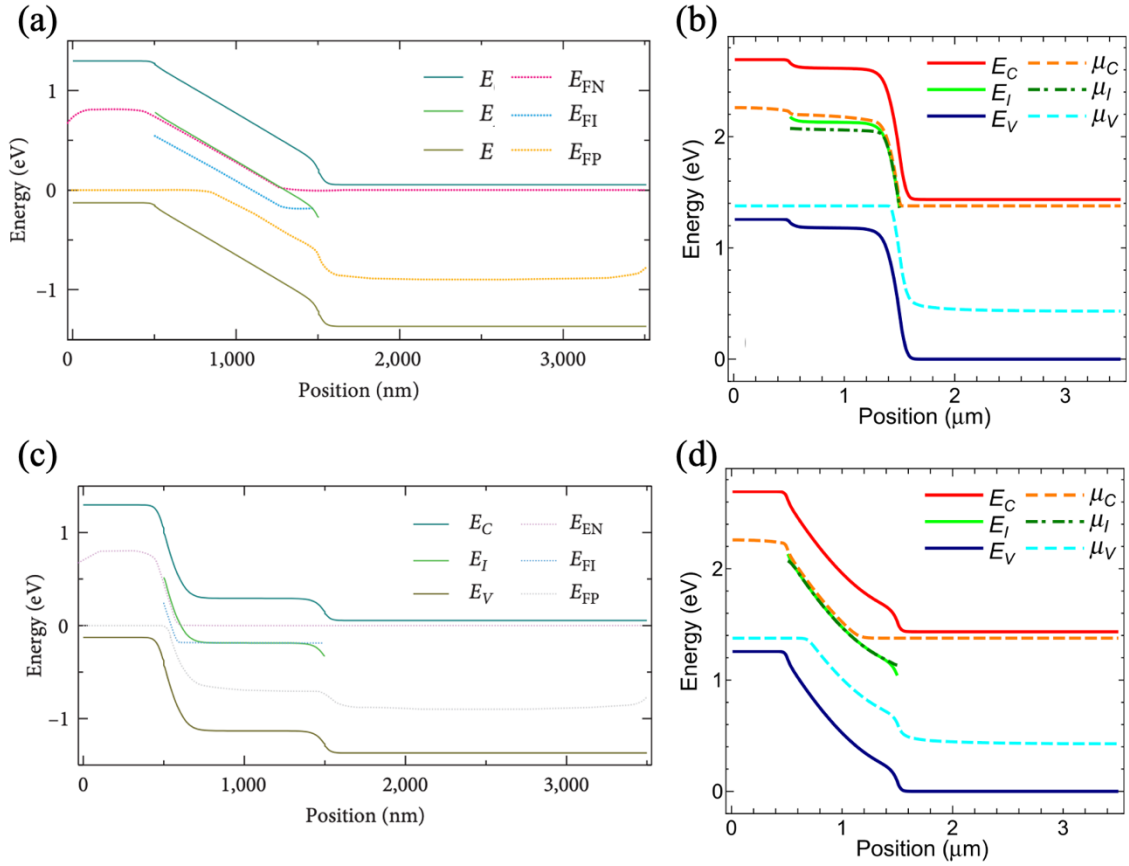 (a)
1
0
−1
Energy (eV)
E
E
E
E_FN
E_FI
E_FP
0
1,000
2,000
3,000
Position (nm)
(b)
2
1
0
Energy (eV)
E_C
E_I
E_V
μ_C
μ_I
μ_V
0
1
2
3
Position (μm)
(c)
1
0
−1
Energy (eV)
E_C
E_I
E_V
E_EN
E_FI
E_FP
0
1,000
2,000
3,000
Position (nm)
(d)
2
1
0
Energy (eV)
E_C
E_I
E_V
μ_C
μ_I
μ_V
0
1
2
3
Position (μm)